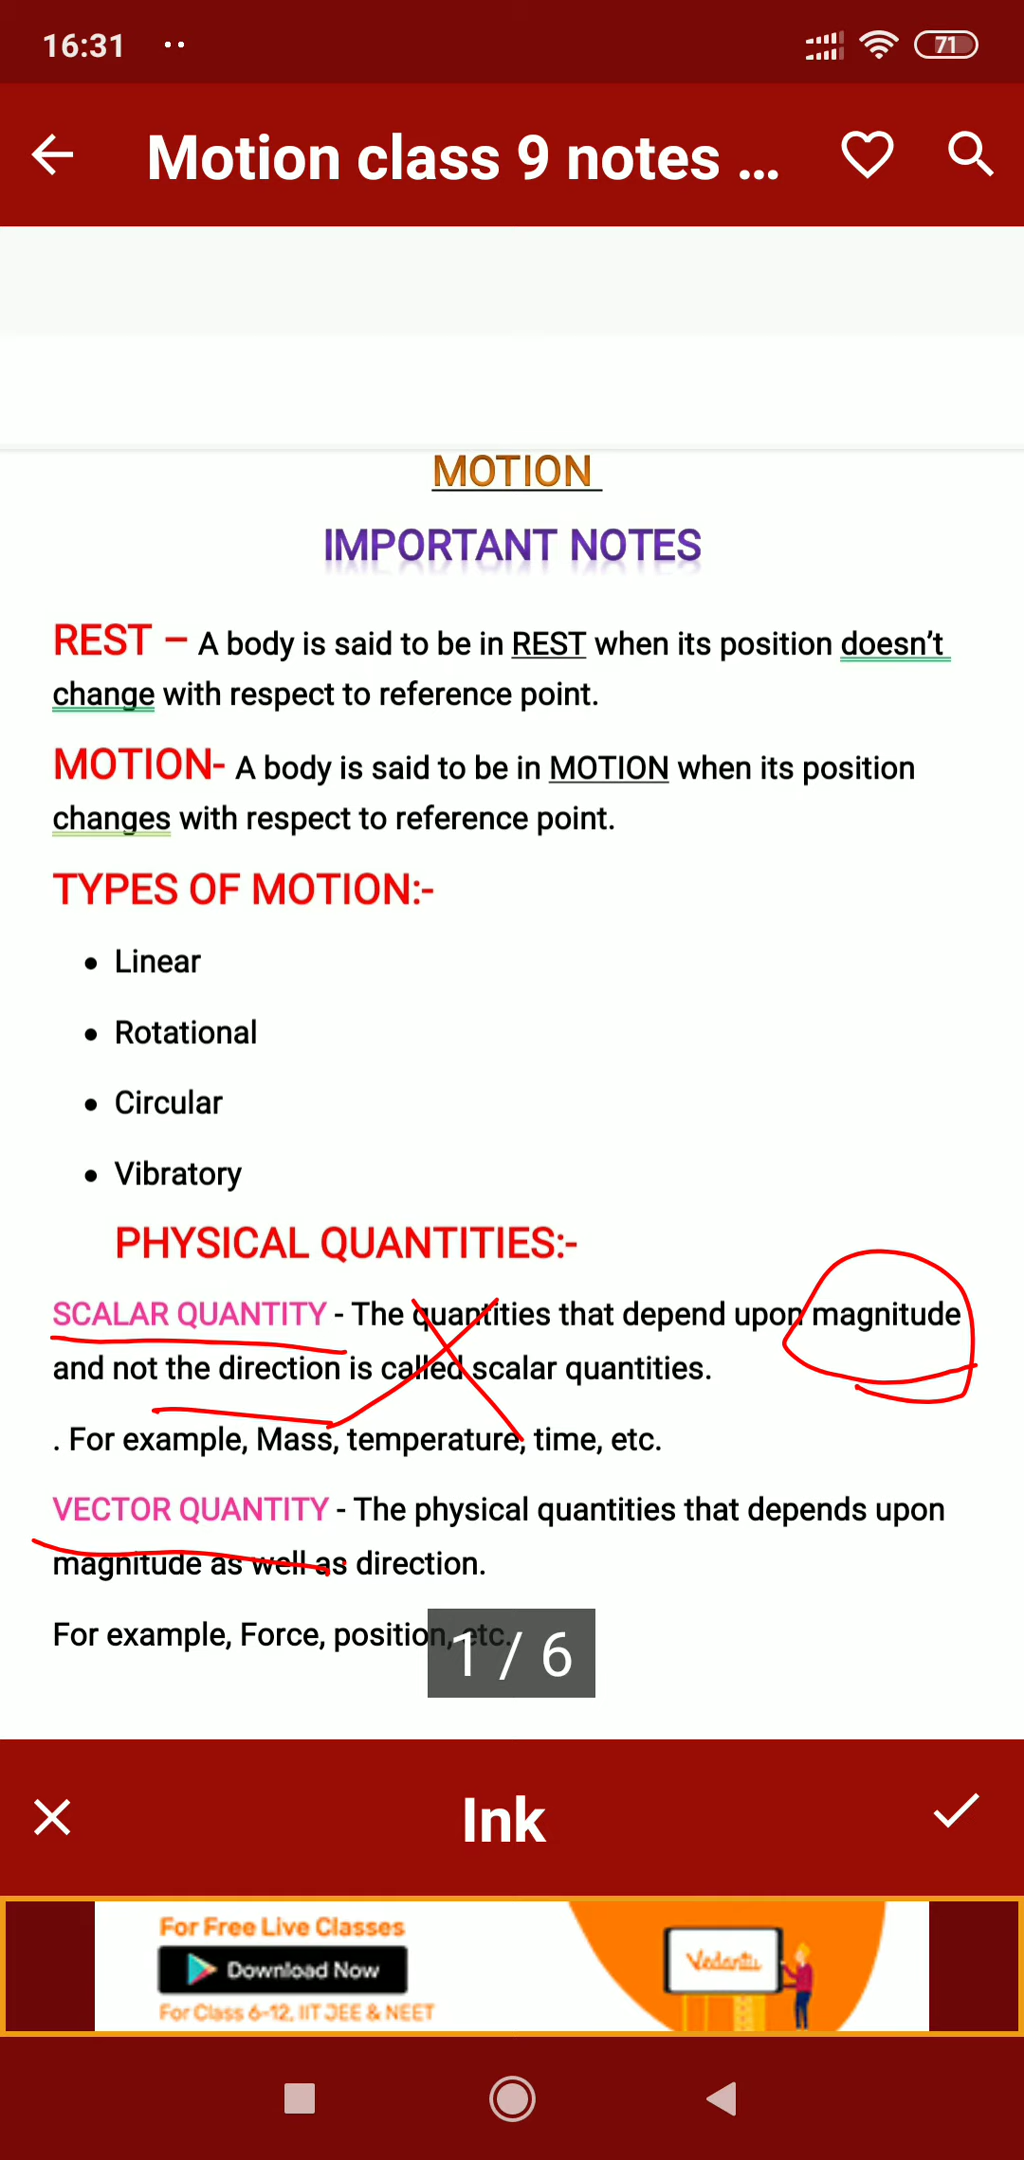 16:31
71
Motion class 9 notes ...
MOTION
IMPORTANT NOTES
REST – A body is said to be in REST when its position doesn’t
change with respect to reference point.
MOTION- A body is said to be in MOTION when its position
changes with respect to reference point.
TYPES OF MOTION:-
• Linear
• Rotational
• Circular
• Vibratory
PHYSICAL QUANTITIES:-
SCALAR QUANTITY - The quantities that depend upon magnitude
and not the direction is called scalar quantities.
. For example, Mass, temperature, time, etc.
VECTOR QUANTITY - The physical quantities that depends upon
magnitude as well as direction.
For example, Force, position, etc.
1 / 6
Ink
For Free Live Classes
Download Now
For Class 6-12, IIT JEE & NEET
Vedantu